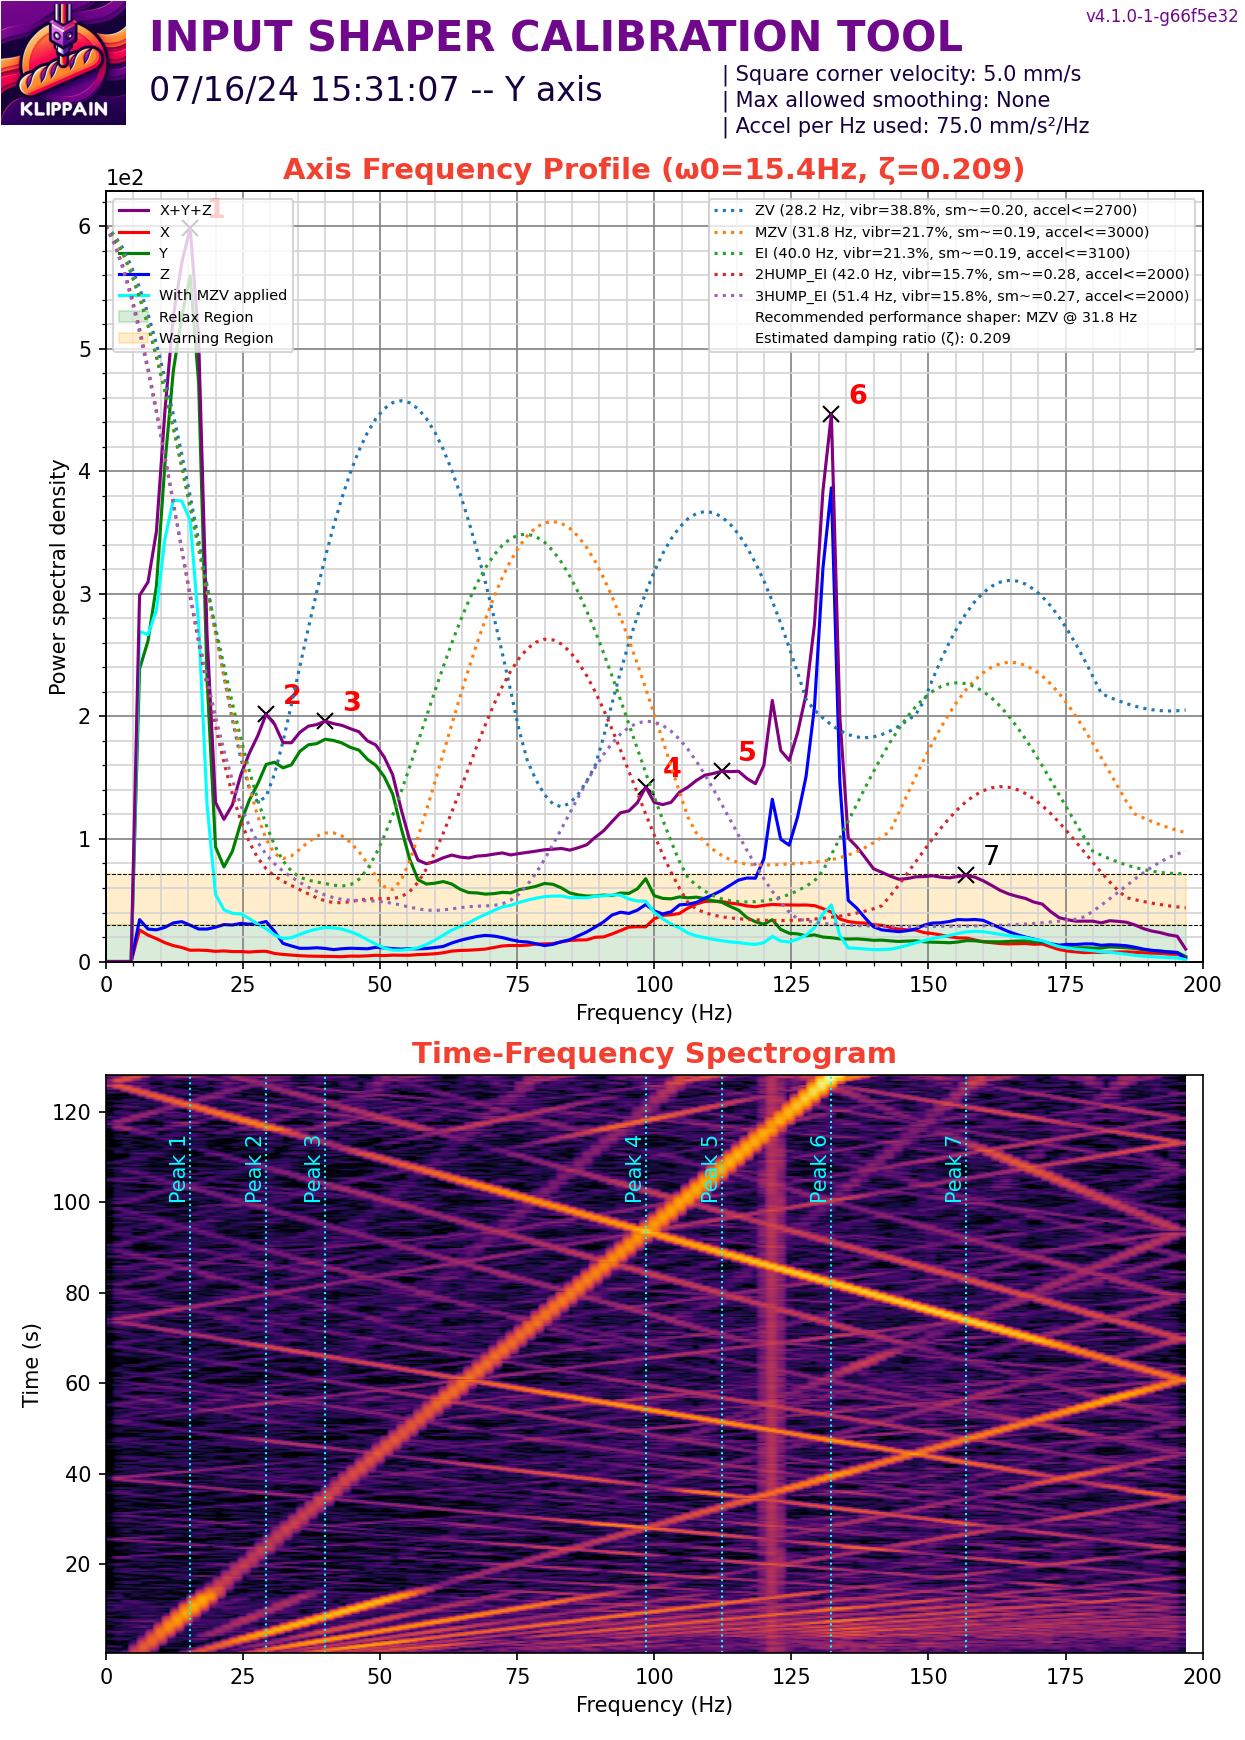 KLIPPAIN
INPUT SHAPER CALIBRATION TOOL
v4.1.0-1-g66f5e32
07/16/24 15:31:07 -- Y axis
| Square corner velocity: 5.0 mm/s
| Max allowed smoothing: None
| Accel per Hz used: 75.0 mm/s²/Hz
Axis Frequency Profile (ω0=15.4Hz, ζ=0.209)
1e2
X+Y+Z
X
Y
Z
With MZV applied
Relax Region
Warning Region
ZV (28.2 Hz, vibr=38.8%, sm~=0.20, accel<=2700)
MZV (31.8 Hz, vibr=21.7%, sm~=0.19, accel<=3000)
EI (40.0 Hz, vibr=21.3%, sm~=0.19, accel<=3100)
2HUMP_EI (42.0 Hz, vibr=15.7%, sm~=0.28, accel<=2000)
3HUMP_EI (51.4 Hz, vibr=15.8%, sm~=0.27, accel<=2000)
Recommended performance shaper: MZV @ 31.8 Hz
Estimated damping ratio (ζ): 0.209
1
2
3
4
5
6
7
Power spectral density
6
5
4
3
2
1
0
0 25 50 75 100 125 150 175 200
Frequency (Hz)
Time-Frequency Spectrogram
Peak 1
Peak 2
Peak 3
Peak 4
Peak 5
Peak 6
Peak 7
Time (s)
120
100
80
60
40
20
0 25 50 75 100 125 150 175 200
Frequency (Hz)